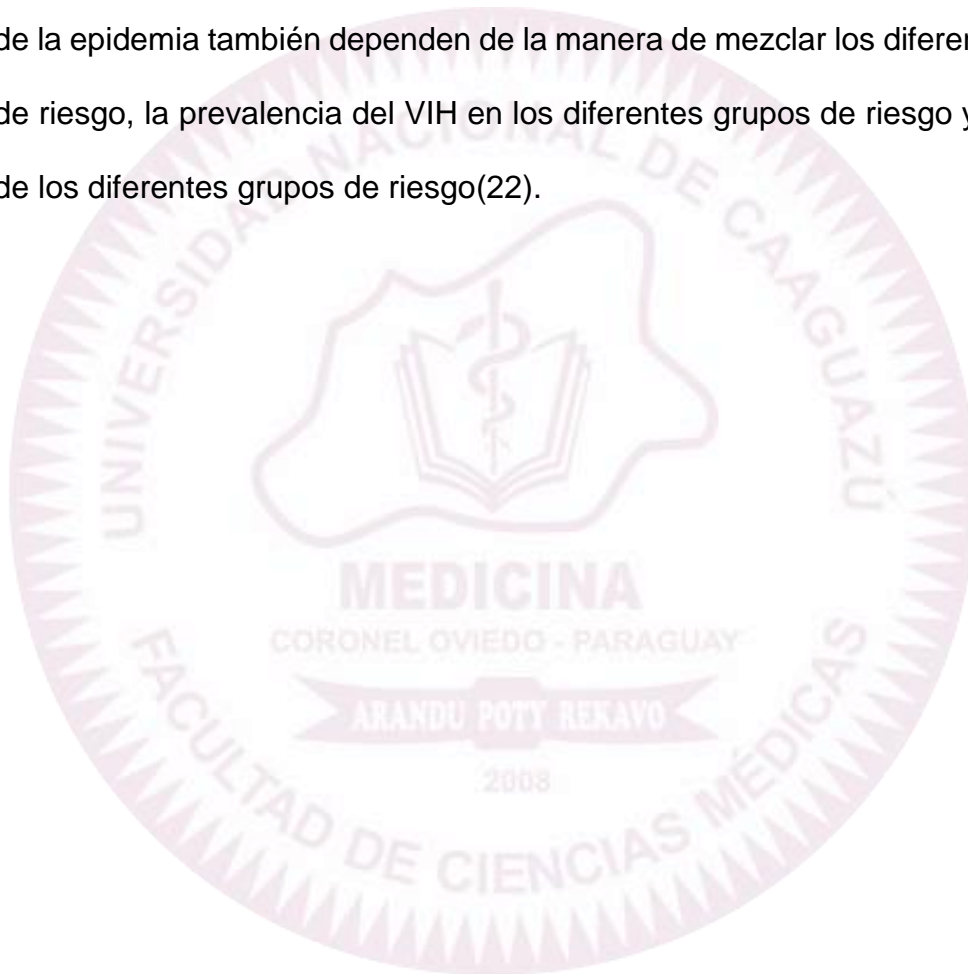 de la epidemia también dependen de la manera de mezclar los
de riesgo, la prevalencia del VIH en los diferentes grupos de riesgo y
de los diferentes grupos de riesgo(22).
UNIVERSIDAD NACIONAL DE CAAGUAZÚ
MEDICINA
CORONEL OVIEDO - PARAGUAY
ARANDU POTY REKAVO
2008
FACULTAD DE CIENCIAS MÉDICAS